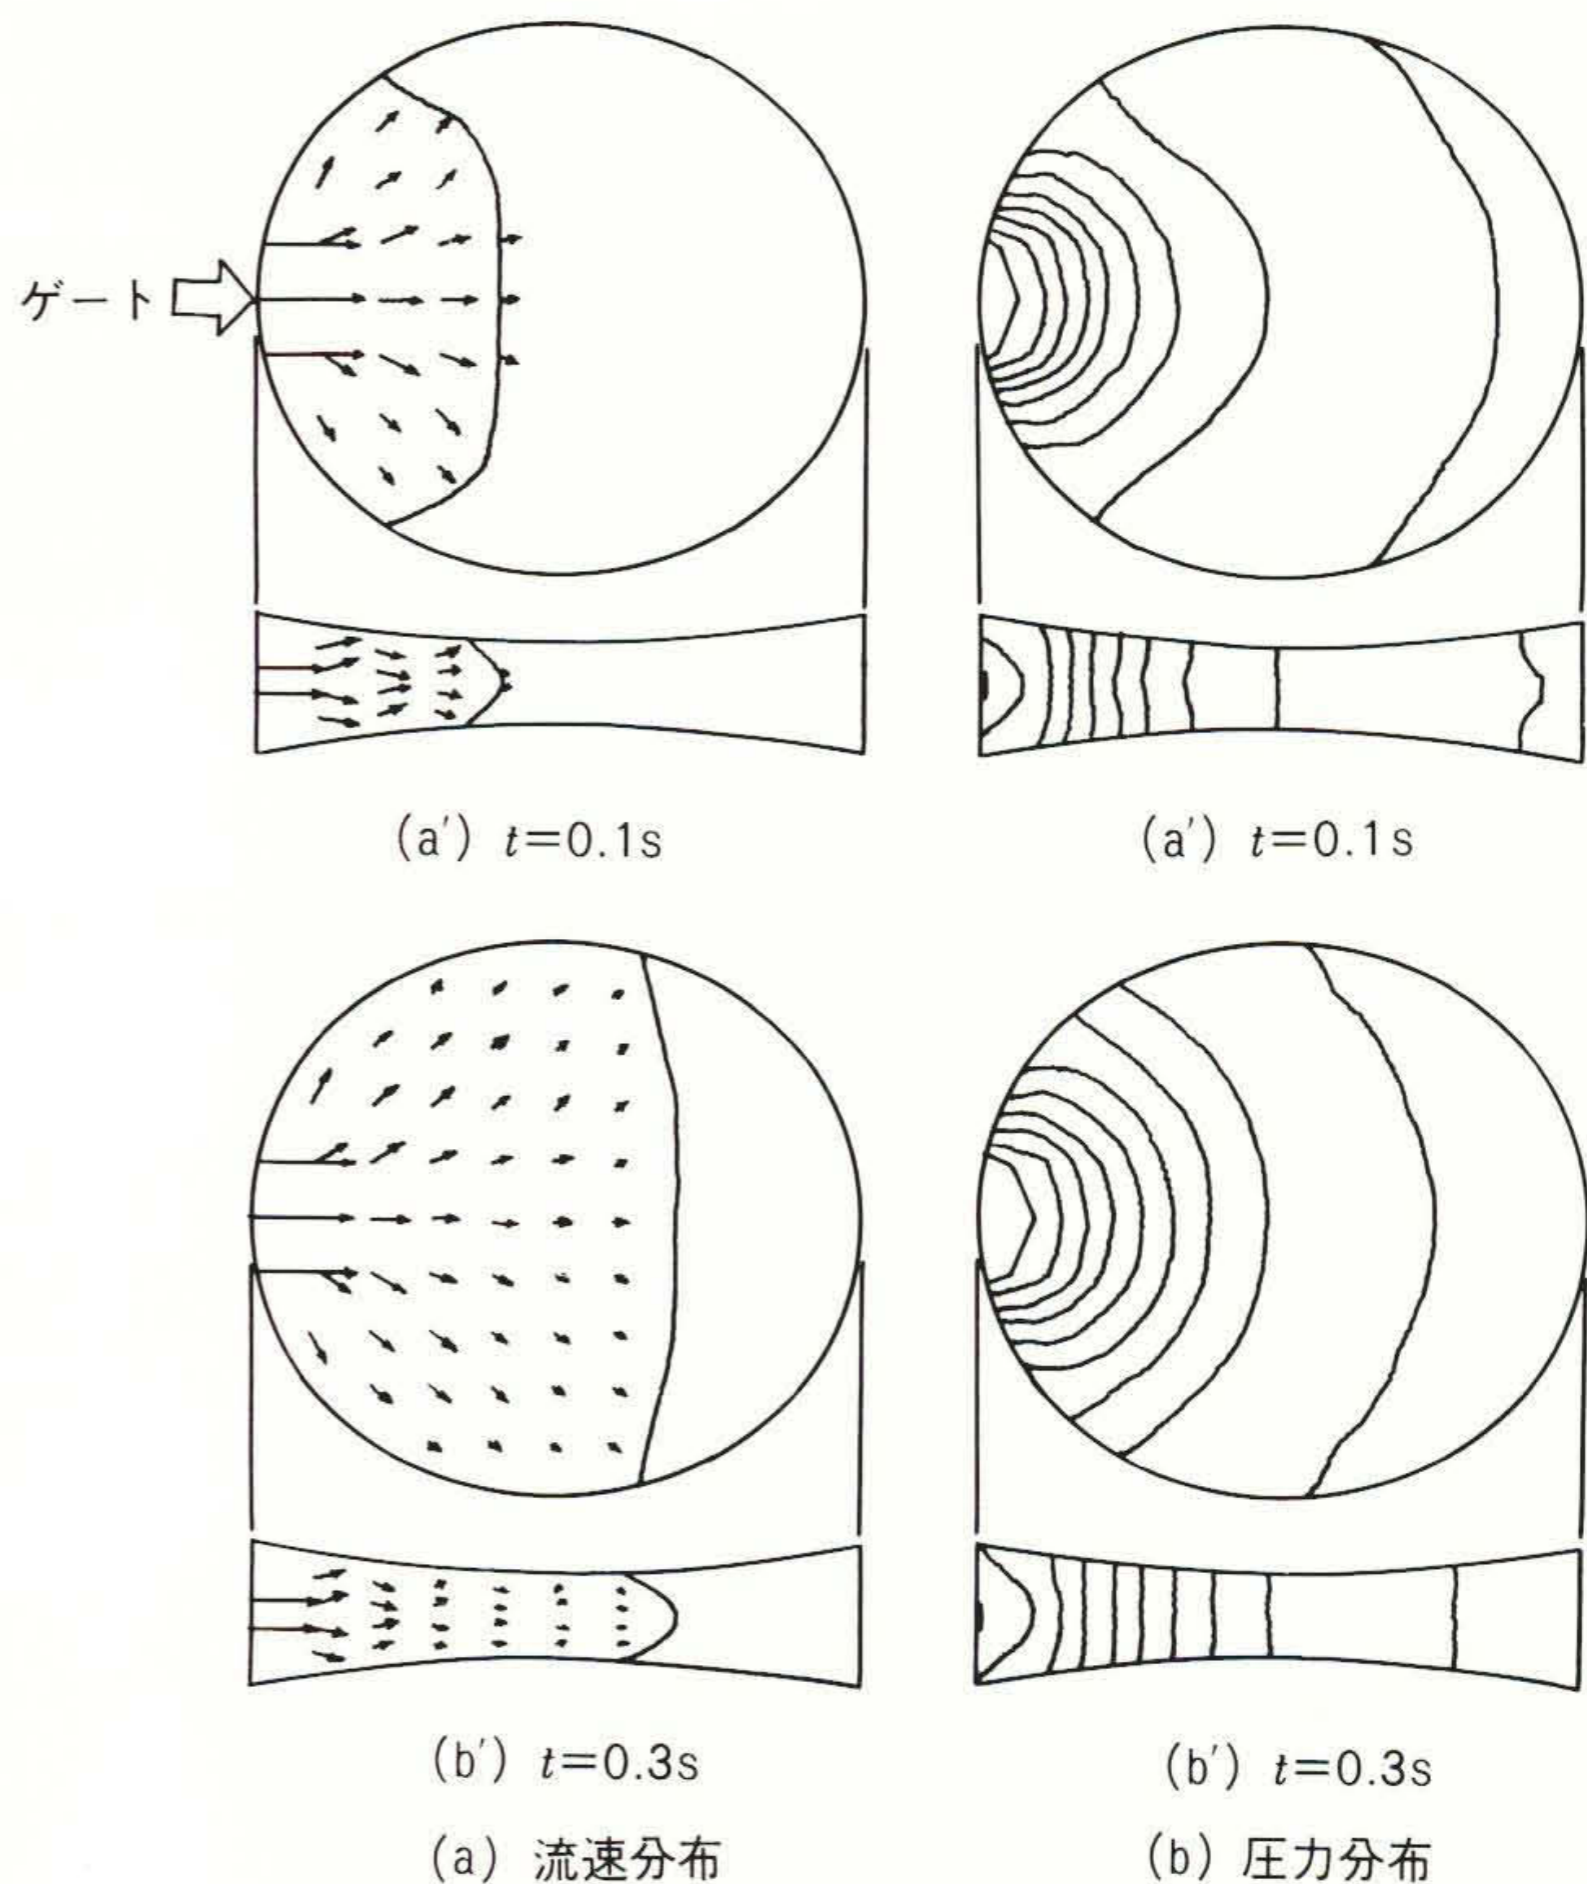 ゲート
(a′) t=0.1s
(a′) t=0.1s
(b′) t=0.3s
(b′) t=0.3s
(a) 流速分布
(b) 圧力分布